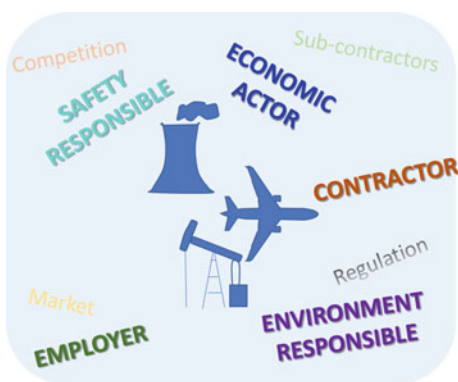 Competition
SAFETY
RESPONSIBLE
ECONOMIC
ACTOR
Sub-contractors
CONTRACTOR
Regulation
Market
EMPLOYER
ENVIRONMENT
RESPONSIBLE